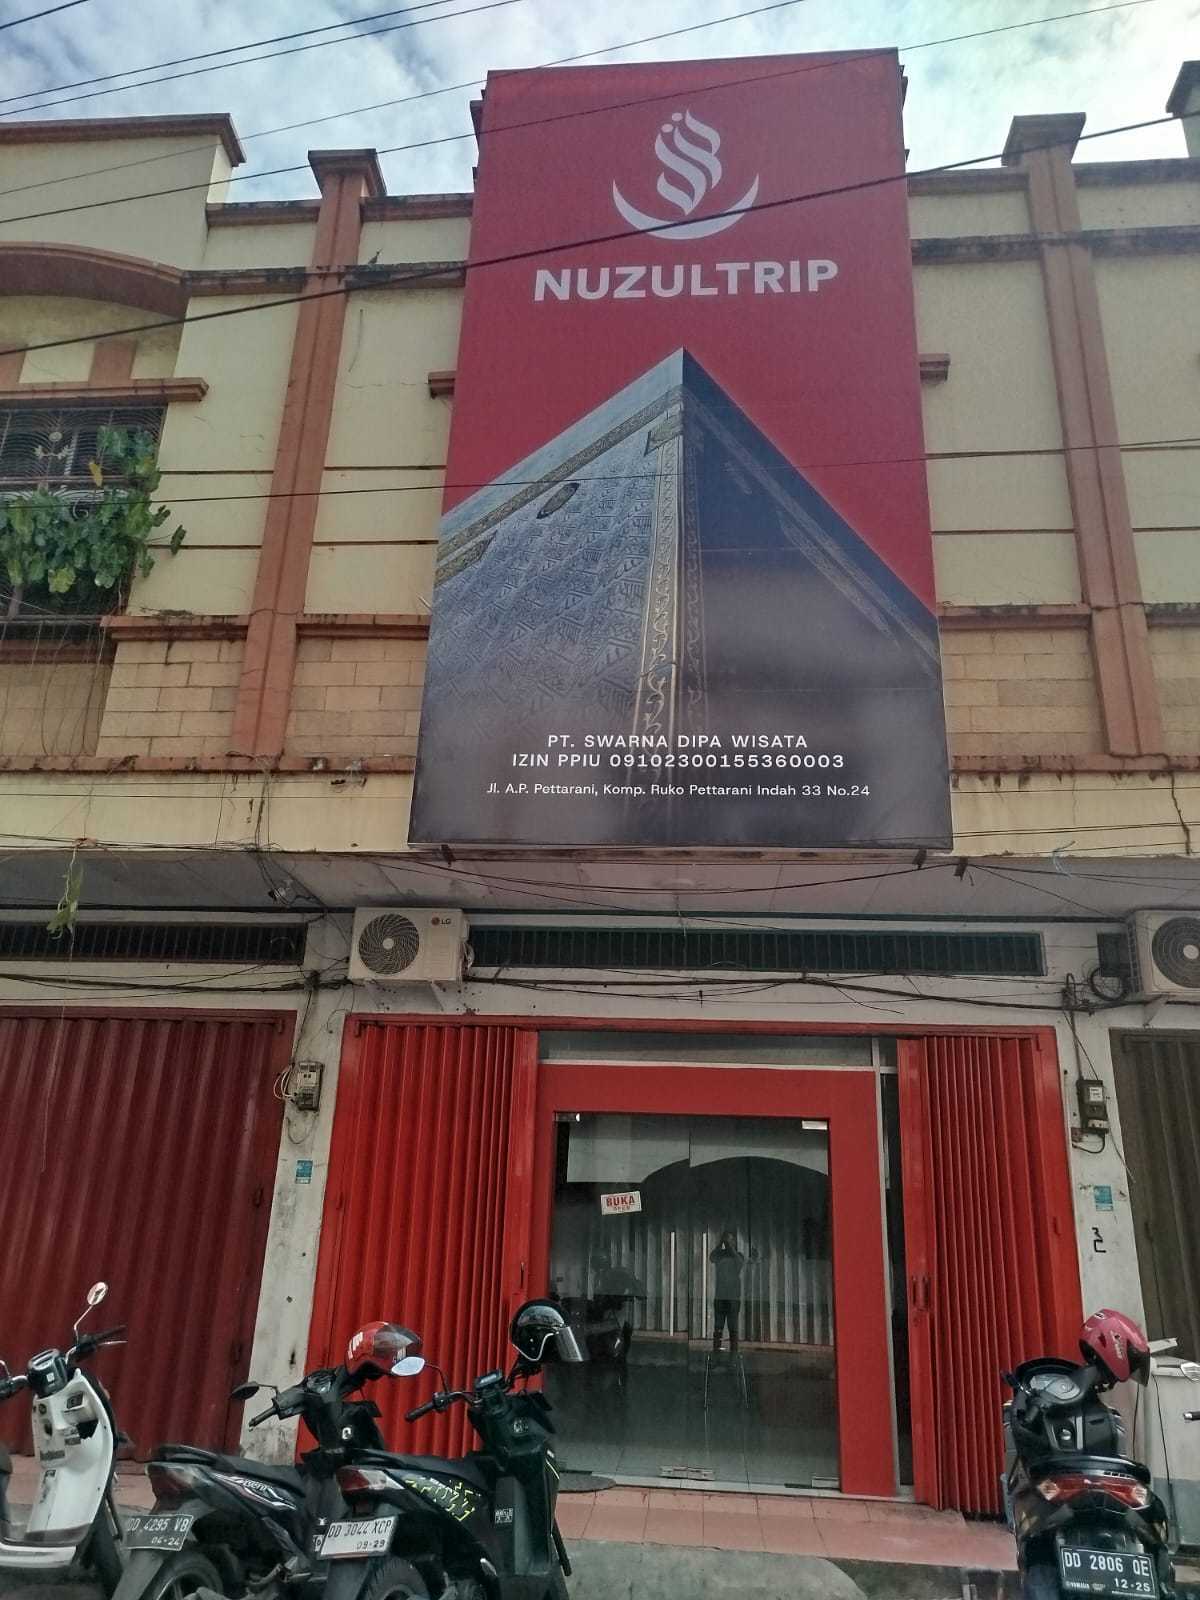 NUZULTRIP
PT. SWARNA DIPA WISATA
IZIN PPIU 09102300155360003
Jl. A.P. Pettarani, Komp. Ruko Pettarani Indah 33 No.24
LG
BUKA
DD 4295 VB
04-24
DD 3044 XCP
09-29
DD 2806 QE
12-25